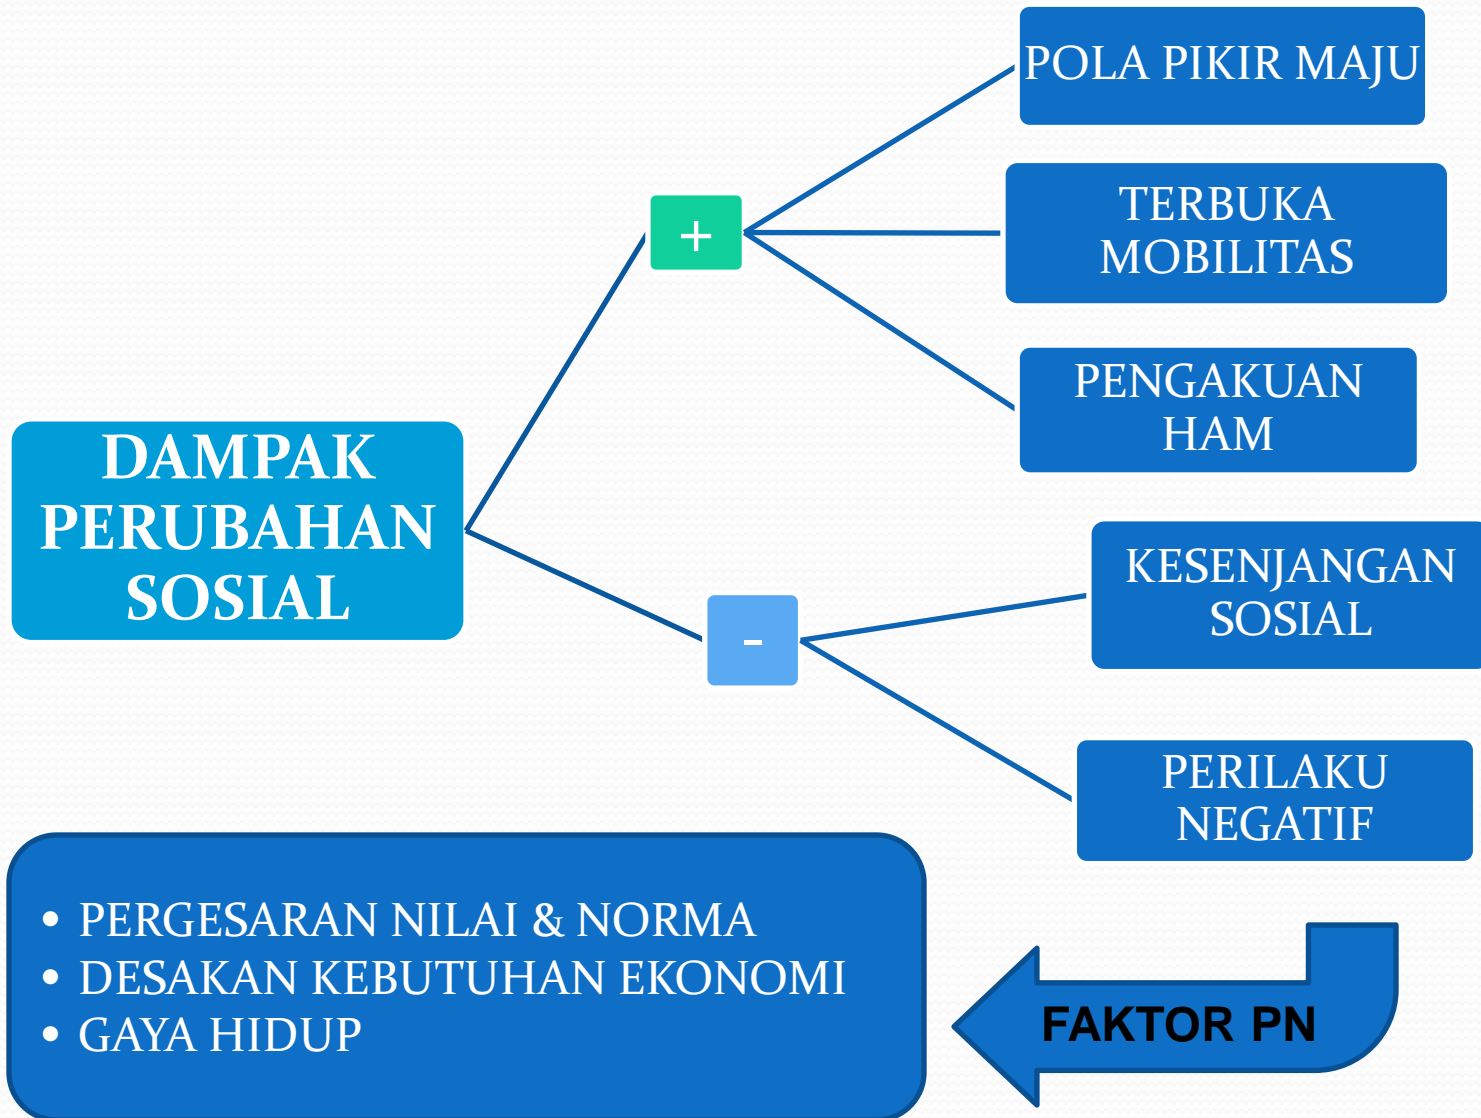 POLA PIKIR MAJU
TERBUKA
MOBILITAS
+
PENGAKUAN
HAM
DAMPAK
PERUBAHAN
SOSIAL
KESENJANGAN
SOSIAL
-
PERILAKU
NEGATIF
• PERGESARAN NILAI & NORMA
• DESAKAN KEBUTUHAN EKONOMI
• GAYA HIDUP
FAKTOR PN